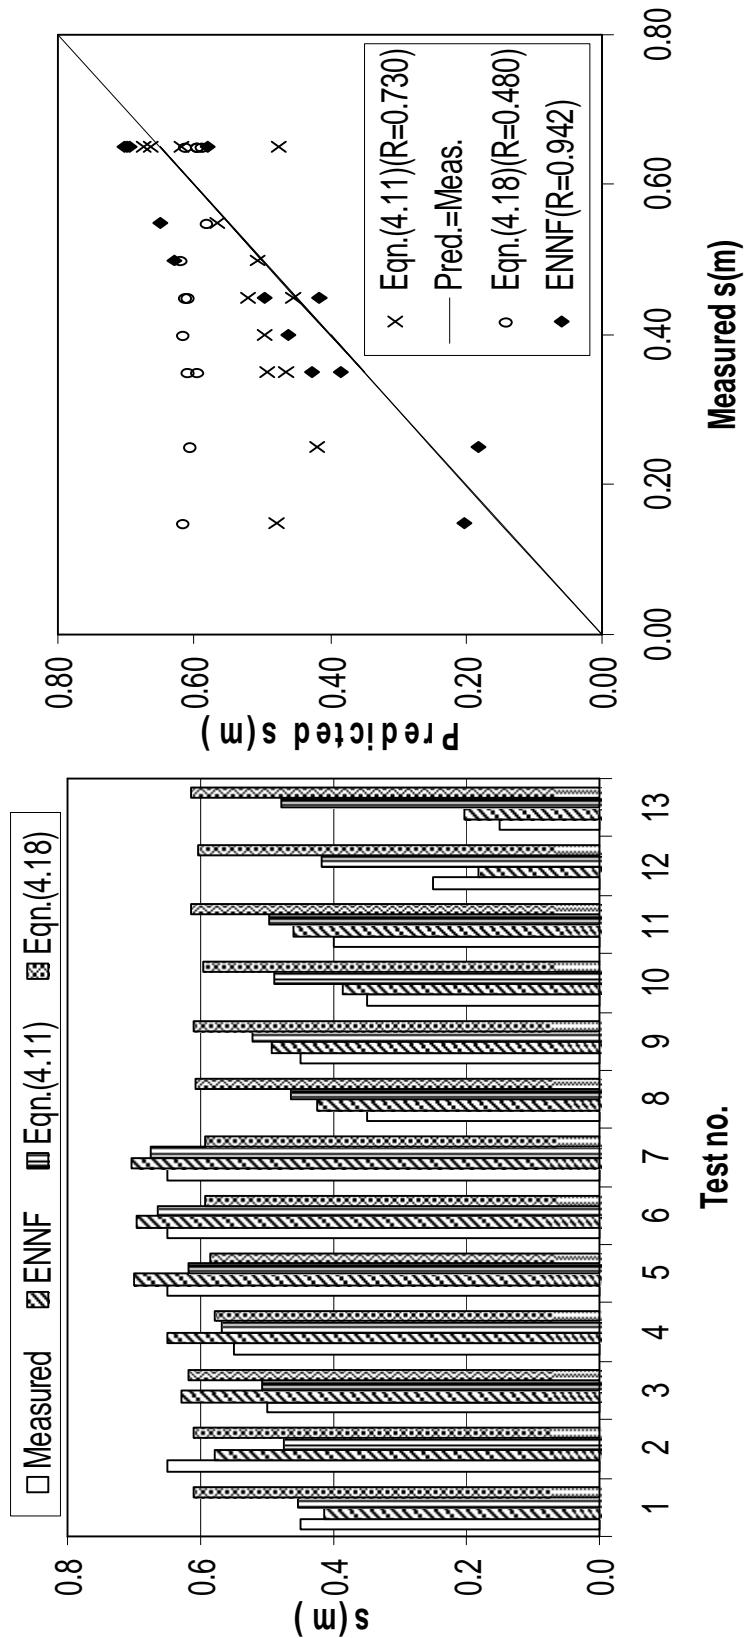 Measured ENNF Eqn.(4.11) Eqn.(4.18)
0.8
0.6
0.4
0.2
0.0
s(m)
1 2 3 4 5 6 7 8 9 10 11 12 13
Test no.
0.80
0.60
0.40
0.20
0.00
Predicted s(m)
Eqn.(4.11)(R=0.730)
Pred.=Meas.
Eqn.(4.18)(R=0.480)
ENNF(R=0.942)
0.00 0.20 0.40 0.60 0.80
Measured s(m)